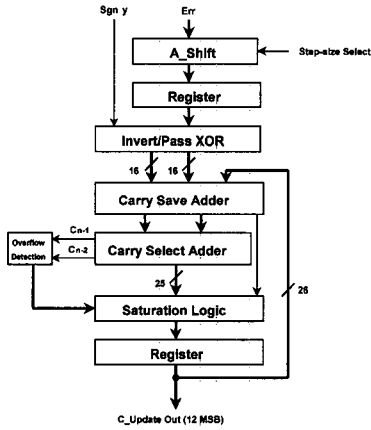 Sgn y
Err
A_Shift
Step-size Select
Register
Invert/Pass XOR
16
16
Carry Save Adder
Cn-1
Overflow
Detection
Cn-2
Carry Select Adder
25
26
Saturation Logic
Register
C_Update Out (12 MSB)